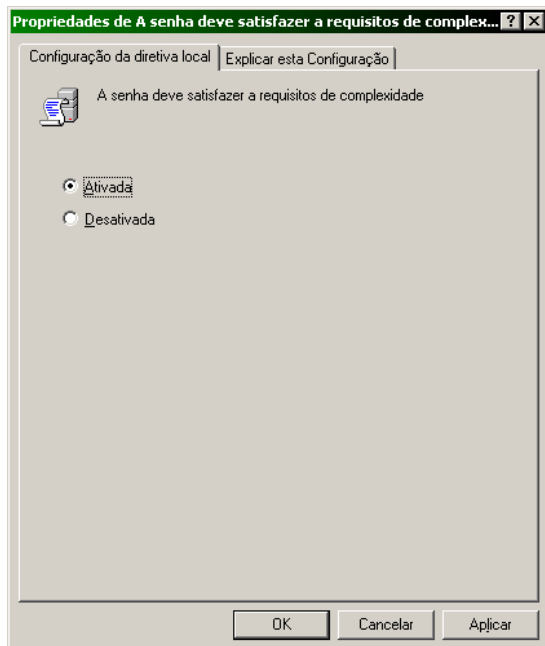 Propriedades de A senha deve satisfazer a requisitos de complex...
Configuração da diretiva local
Explicar esta Configuração
A senha deve satisfazer a requisitos de complexidade
Ativada
Desativada
OK
Cancelar
Aplicar